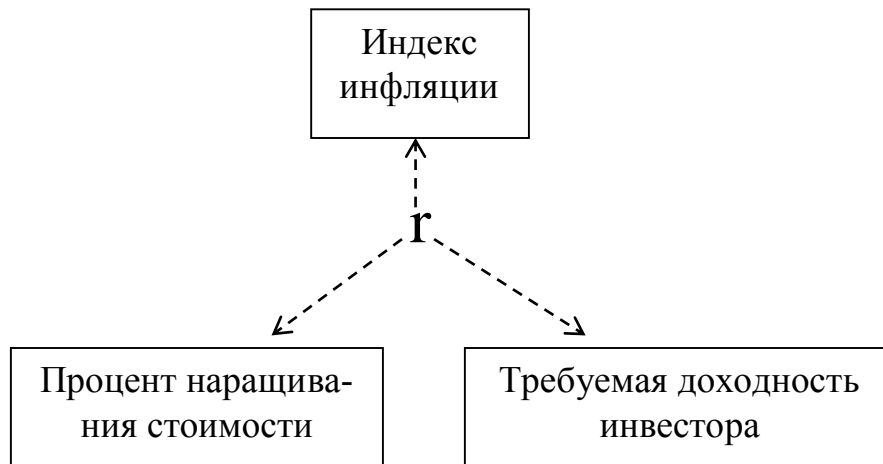 Индекс
инфляции
r
Процент наращива-
ния стоимости
Требуемая доходность
инвестора